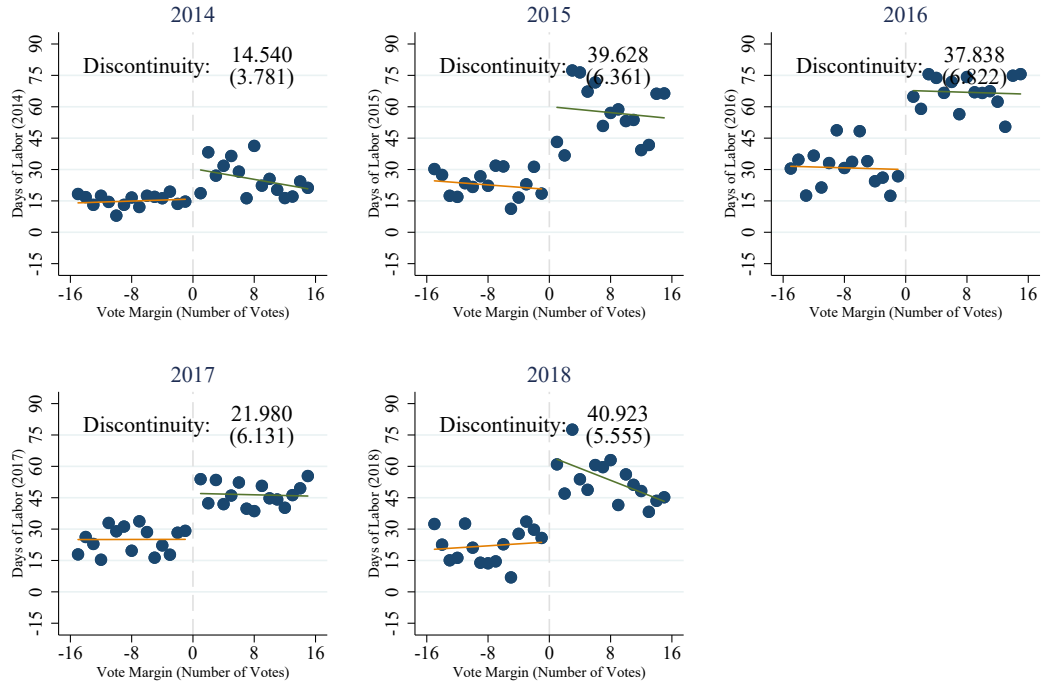 2014
14.540
Discontinuity:
(3.781)
90
75
60
45
30
15
0
-15
Days of Labor (2014)
-16 -8 0 8 16
Vote Margin (Number of Votes)
2015
39.628
Discontinuity:
(6.361)
90
75
60
45
30
15
0
-15
Days of Labor (2015)
-16 -8 0 8 16
Vote Margin (Number of Votes)
2016
37.838
Discontinuity:
(6.822)
90
75
60
45
30
15
0
-15
Days of Labor (2016)
-16 -8 0 8 16
Vote Margin (Number of Votes)
2017
21.980
Discontinuity:
(6.131)
90
75
60
45
30
15
0
-15
Days of Labor (2017)
-16 -8 0 8 16
Vote Margin (Number of Votes)
2018
40.923
Discontinuity:
(5.555)
90
75
60
45
30
15
0
-15
Days of Labor (2018)
-16 -8 0 8 16
Vote Margin (Number of Votes)